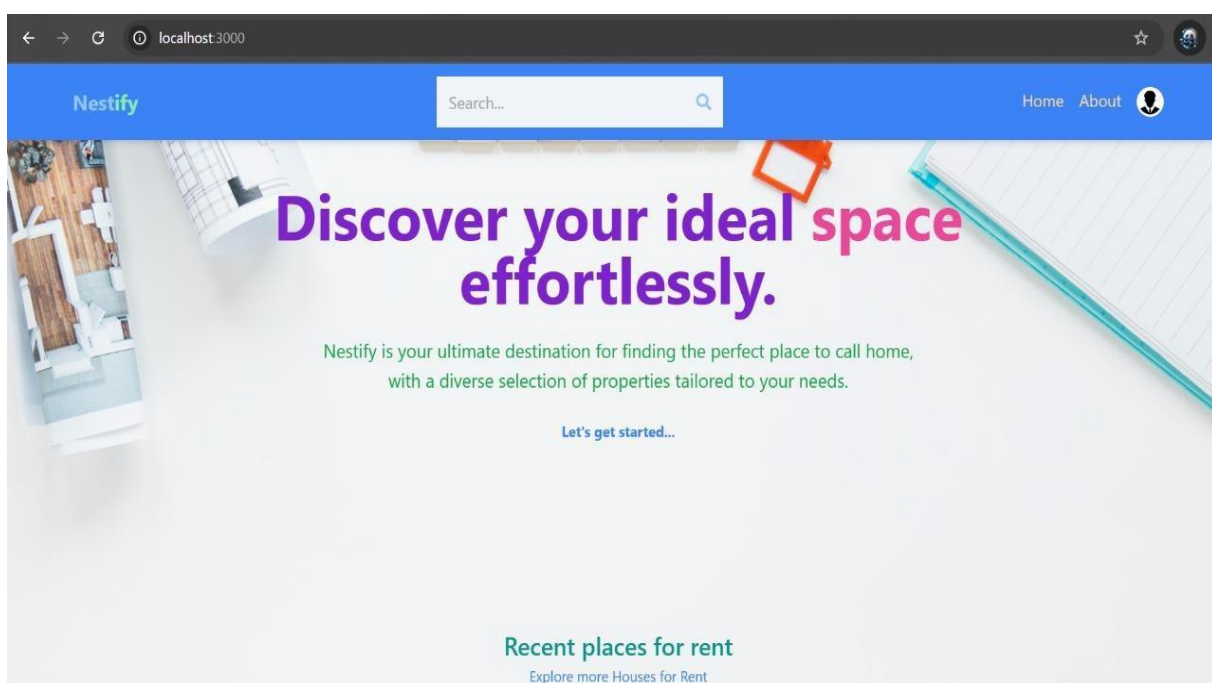 localhost:3000
Nestify
Search...
Home About
Discover your ideal space
effortlessly.
Nestify is your ultimate destination for finding the perfect place to call home,
with a diverse selection of properties tailored to your needs.
Let's get started...
Recent places for rent
Explore more Houses for Rent